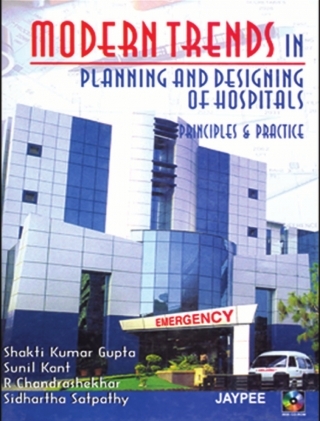 MODERN TRENDS IN
PLANNING AND DESIGNING
OF HOSPITALS
PRINCIPLES & PRACTICE
EMERGENCY
Shakti Kumar Gupta
Sunil Kant
R Chandrashekhar
Sidhartha Satpathy
JAYPEE